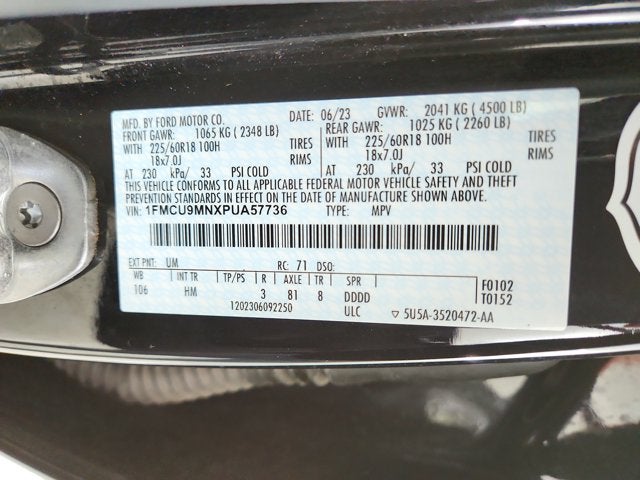 MFD. BY FORD MOTOR CO. DATE: 06/23 GVWR: 2041 KG ( 4500 LB)
FRONT GAWR: 1065 KG ( 2348 LB) REAR GAWR: 1025 KG ( 2260 LB)
WITH 225/60R18 100H TIRES WITH 225/60R18 100H TIRES
18x7.0J RIMS 18x7.0J RIMS
AT 230 kPa/ 33 PSI COLD AT 230 kPa/ 33 PSI COLD
THIS VEHICLE CONFORMS TO ALL APPLICABLE FEDERAL MOTOR VEHICLE SAFETY AND THEFT
PREVENTION STANDARDS IN EFFECT ON THE DATE OF MANUFACTURE SHOWN ABOVE.
VIN: 1FMCU9MNXPUA57736 TYPE: MPV
EXT PNT: UM RC: 71 DSO:
WB INT TR TP/PS R AXLE TR SPR F0102
106 HM 3 81 8 DDDD T0152
1202306092250 ULC ▽ 5U5A-3520472-AA